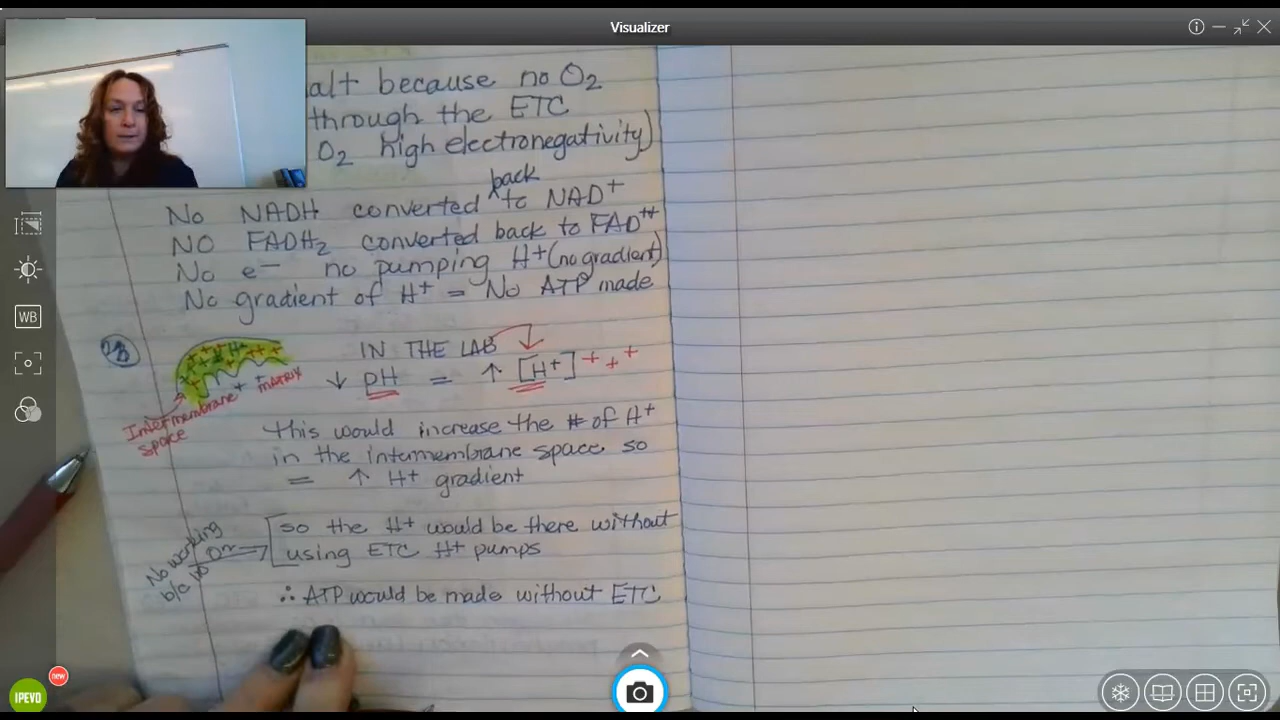 Visualizer
alt because no O2
through the ETC
O2 high electronegativity)
back
No NADH converted ^ to NAD+
NO FADH2 converted back to FAD++
No e- no pumping H+ (no gradient)
No gradient of H+ = No ATP made
IN THE LAB
↓ pH = ↑ [H+] + + +
MATRIX
Intermembrane
space
this would increase the # of H+
in the intermembrane space so
= ↑ H+ gradient
so the H+ would be there without
using ETC H+ pumps
No working
b/c no
O2
∴ ATP would be made without ETC
WB
new
IPEVO